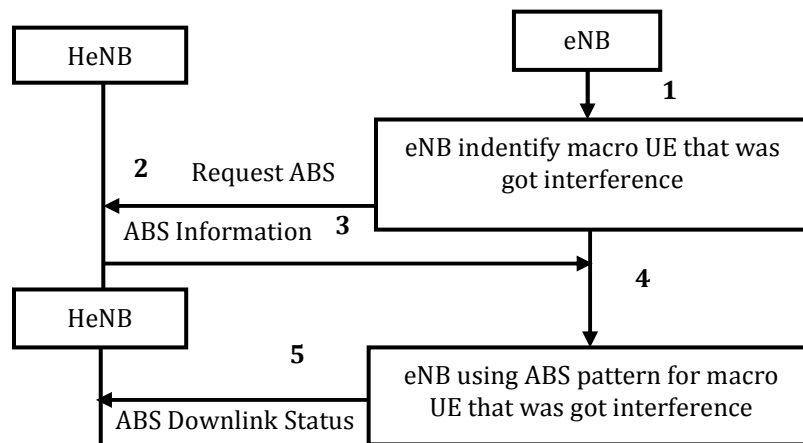 HeNB
eNB
1
eNB indentify macro UE that was
got interference
2
Request ABS
3
ABS Information
4
HeNB
5
eNB using ABS pattern for macro
UE that was got interference
ABS Downlink Status